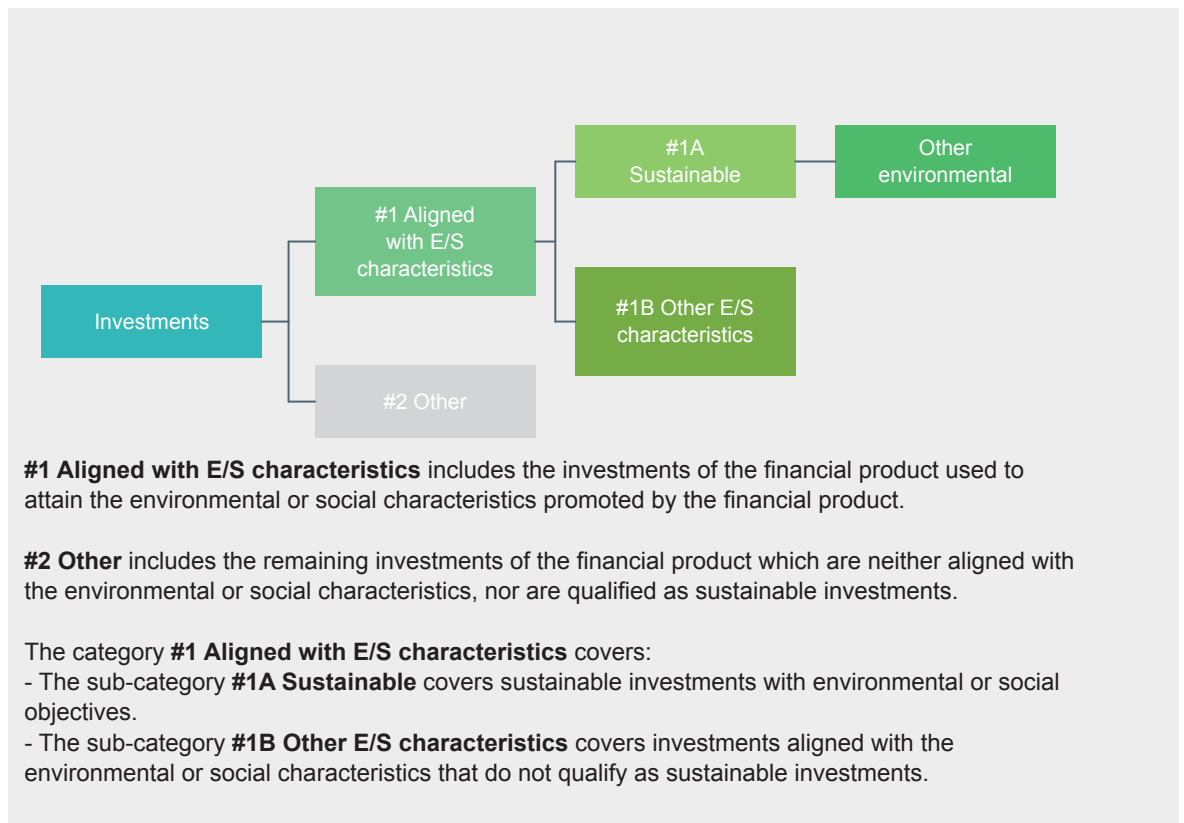 #1A
Sustainable
Other
environmental
#1 Aligned
with E/S
characteristics
Investments
#1B Other E/S
characteristics
#2 Other
#1 Aligned with E/S characteristics includes the investments of the financial product used to
attain the environmental or social characteristics promoted by the financial product.
#2 Other includes the remaining investments of the financial product which are neither aligned with
the environmental or social characteristics, nor are qualified as sustainable investments.
The category #1 Aligned with E/S characteristics covers:
- The sub-category #1A Sustainable covers sustainable investments with environmental or social
objectives.
- The sub-category #1B Other E/S characteristics covers investments aligned with the
environmental or social characteristics that do not qualify as sustainable investments.